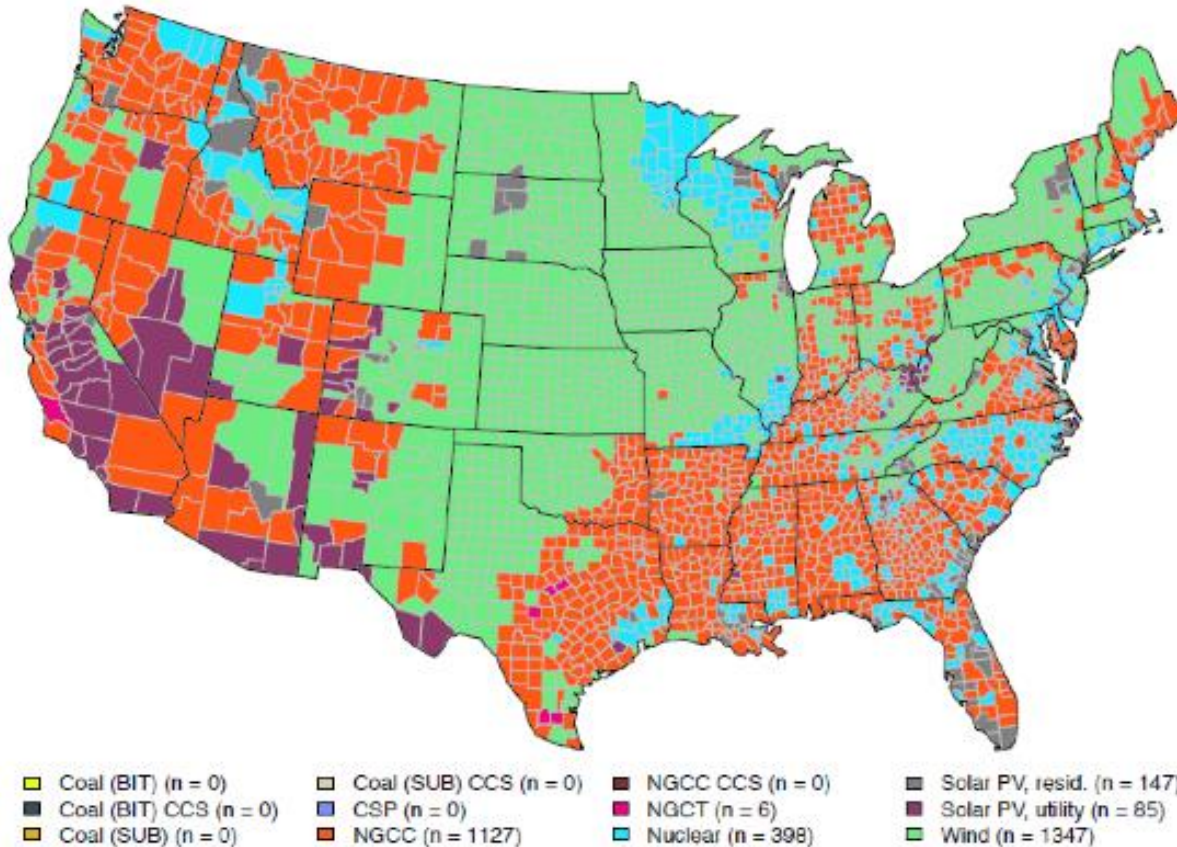 Coal (BIT) (n = 0)
Coal (BIT) CCS (n = 0)
Coal (SUB) (n = 0)
Coal (SUB) CCS (n = 0)
CSP (n = 0)
NGCC (n = 1127)
NGCC CCS (n = 0)
NGCT (n = 6)
Nuclear (n = 398)
Solar PV, resid. (n = 147)
Solar PV, utility (n = 85)
Wind (n = 1347)